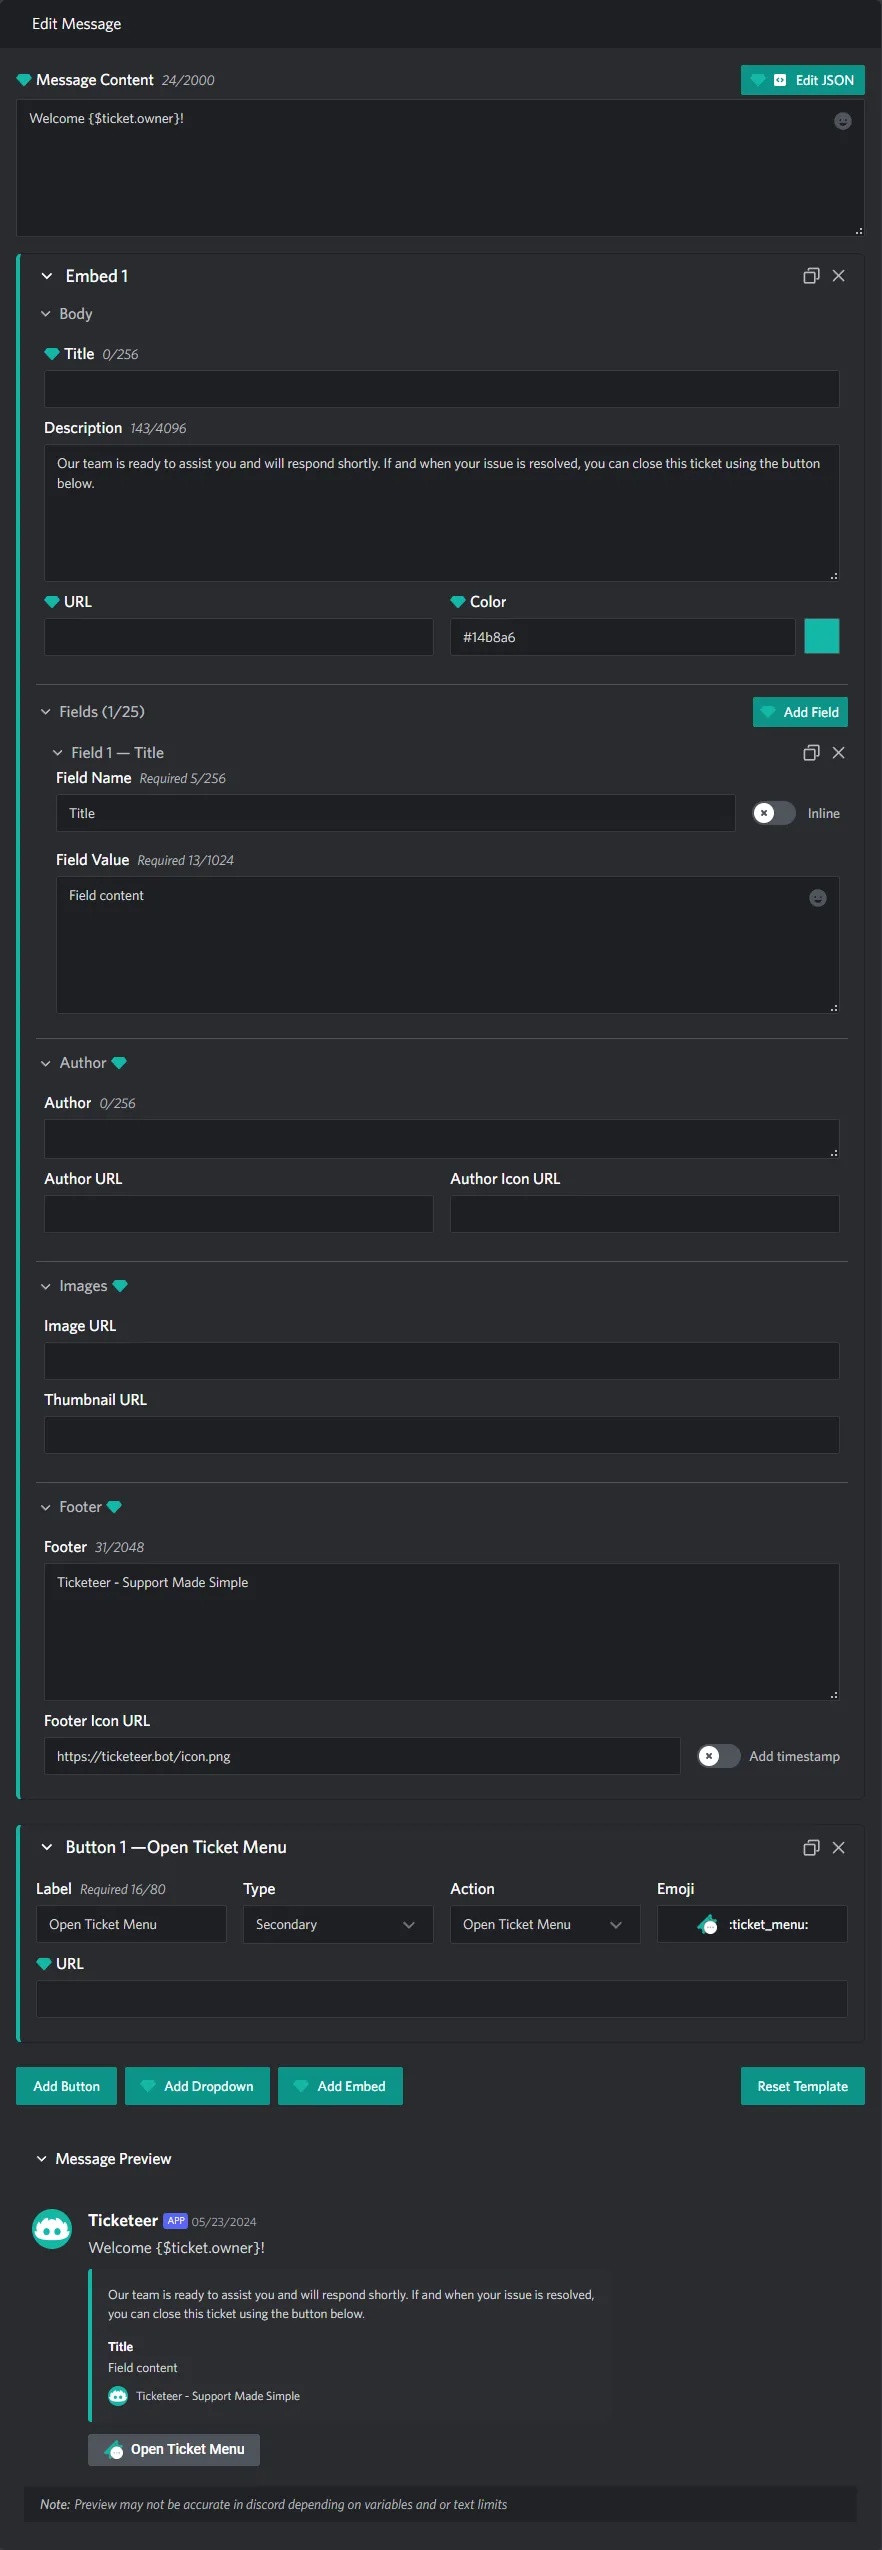 Edit Message
Message Content 24/2000
Edit JSON
Welcome {$ticket.owner}!
Embed 1
Body
Title 0/256
Description 143/4096
Our team is ready to assist you and will respond shortly. If and when your issue is resolved, you can close this ticket using the button
below.
URL
Color
#14b8a6
Fields (1/25)
Add Field
Field 1 — Title
Field Name Required 5/256
Title
Inline
Field Value Required 13/1024
Field content
Author
Author 0/256
Author URL
Author Icon URL
Images
Image URL
Thumbnail URL
Footer
Footer 31/2048
Ticketeer - Support Made Simple
Footer Icon URL
https://ticketeer.bot/icon.png
Add timestamp
Button 1 —Open Ticket Menu
Label Required 16/80
Type
Action
Emoji
Open Ticket Menu
Secondary
Open Ticket Menu
:ticket_menu:
URL
Add Button
Add Dropdown
Add Embed
Reset Template
Message Preview
Ticketeer APP 05/23/2024
Welcome {$ticket.owner}!
Our team is ready to assist you and will respond shortly. If and when your issue is resolved,
you can close this ticket using the button below.
Title
Field content
Ticketeer - Support Made Simple
Open Ticket Menu
Note: Preview may not be accurate in discord depending on variables and or text limits